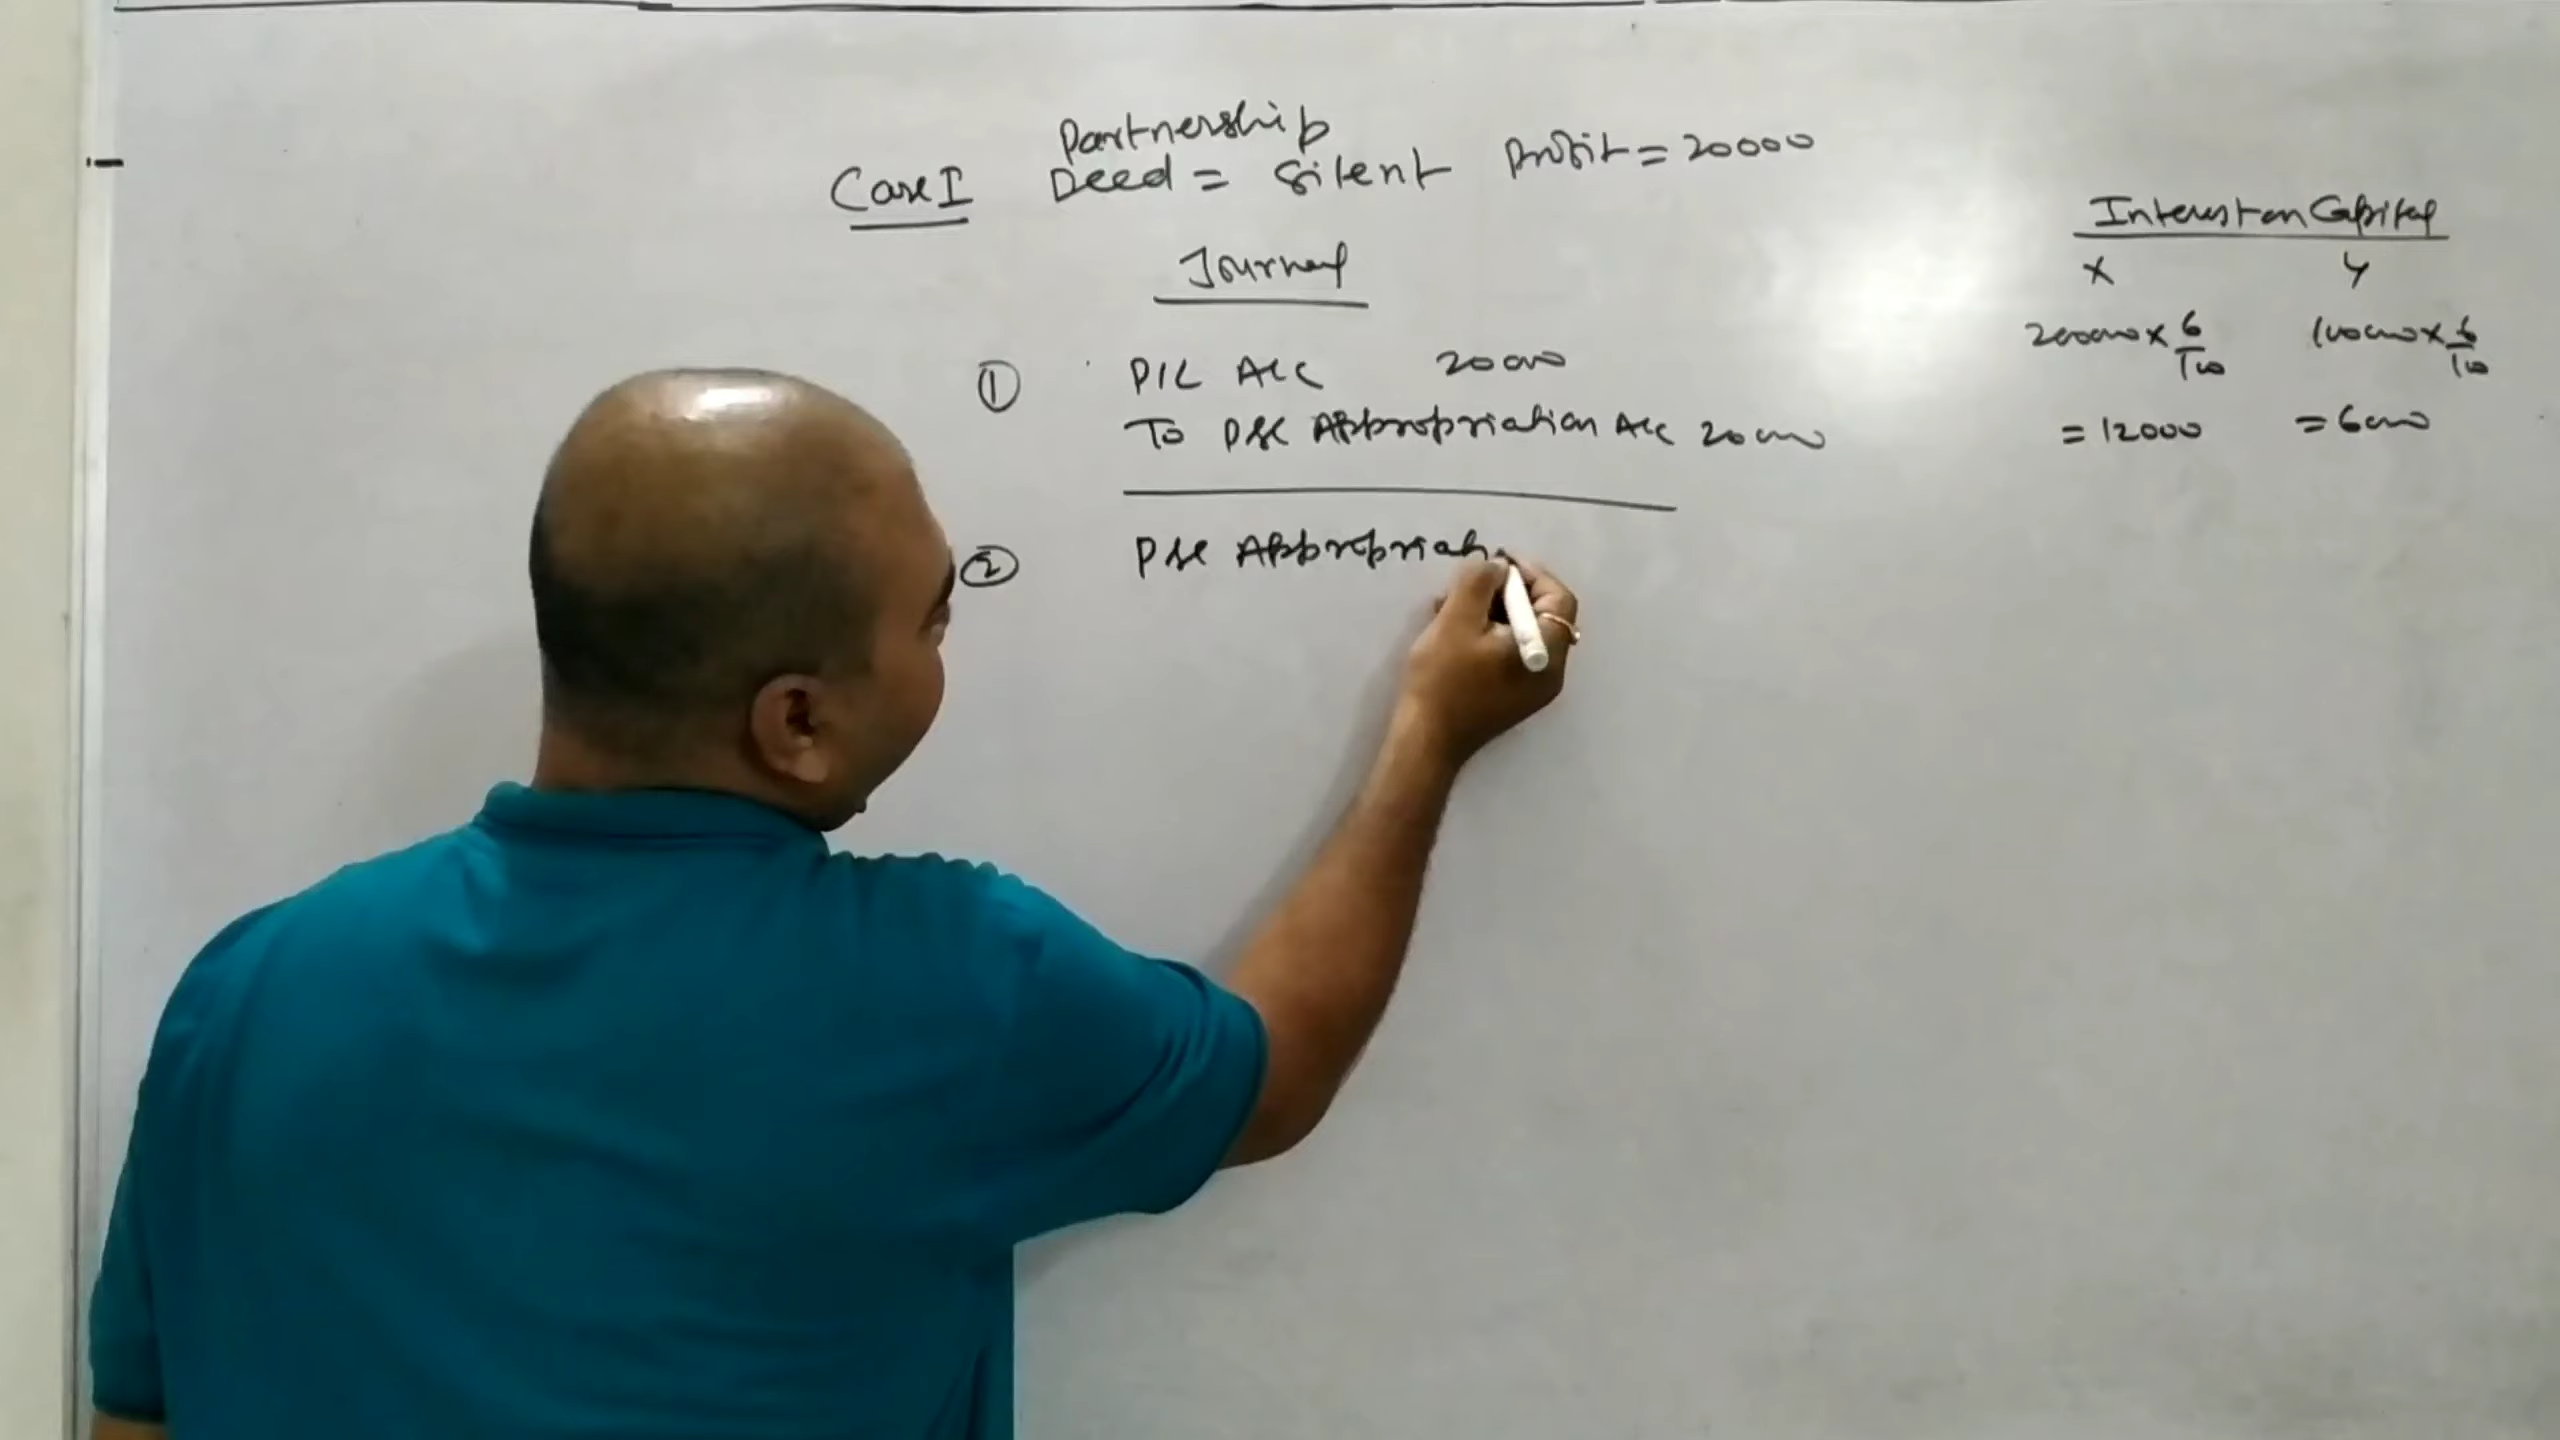 Partnership
Case I Deed = Silent Profit = 20000
Journal
① P/L A/c 20000
To P&L Appropriation A/c 20000
② P&L Appropriati
Interest on Capital
X Y
200000 × 6/100 100000 × 6/100
= 12000 = 6000